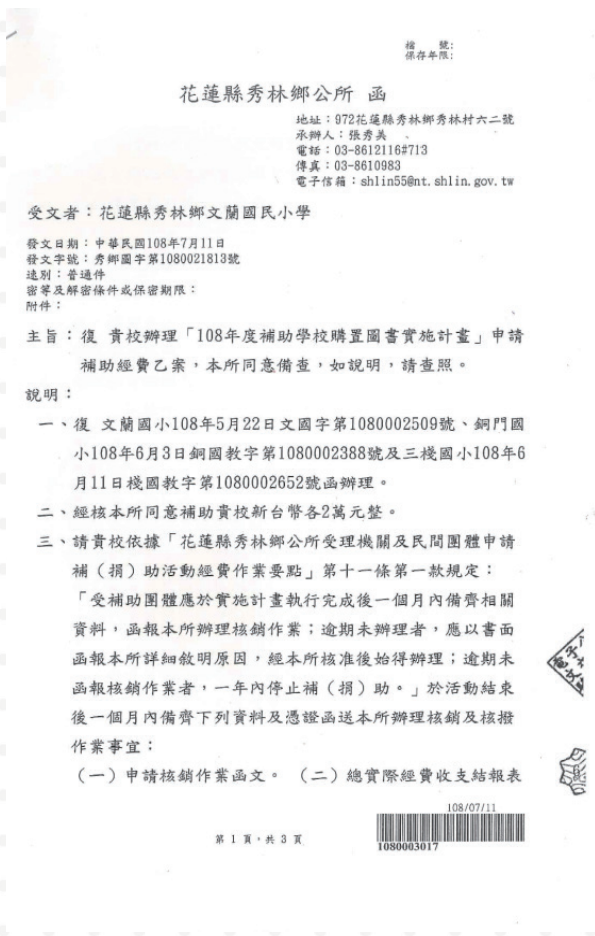 檔　號:
保存年限:
花蓮縣秀林鄉公所 函
地址：972花蓮縣秀林鄉秀林村六二號
承辦人：張秀美
電話：03-8612116#713
傳真：03-8610983
電子信箱：shlin55@nt.shlin.gov.tw
受文者：花蓮縣秀林鄉文蘭國民小學
發文日期：中華民國108年7月11日
發文字號：秀鄉圖字第1080021813號
速別：普通件
密等及解密條件或保密期限：
附件：
主旨：復 貴校辦理「108年度補助學校購置圖書實施計畫」申請
補助經費乙案，本所同意備查，如說明，請查照。
說明：
一、復 文蘭國小108年5月22日文國字第1080002509號、銅門國
小108年6月3日銅國教字第1080002388號及三棧國小108年6
月11日棧國教字第1080002652號函辦理。
二、經核本所同意補助貴校新台幣各2萬元整。
三、請貴校依據「花蓮縣秀林鄉公所受理機關及民間團體申請
補（捐）助活動經費作業要點」第十一條第一款規定：
「受補助團體應於實施計畫執行完成後一個月內備齊相關
資料，函報本所辦理核銷作業；逾期未辦理者，應以書面
函報本所詳細敘明原因，經本所核准後始得辦理；逾期未
函報核銷作業者，一年內停止補（捐）助。」於活動結束
後一個月內備齊下列資料及憑證函送本所辦理核銷及核撥
作業事宜：
（一）申請核銷作業函文。（二）總實際經費收支結報表
108/07/11
1080003017
第 1 頁，共 3 頁